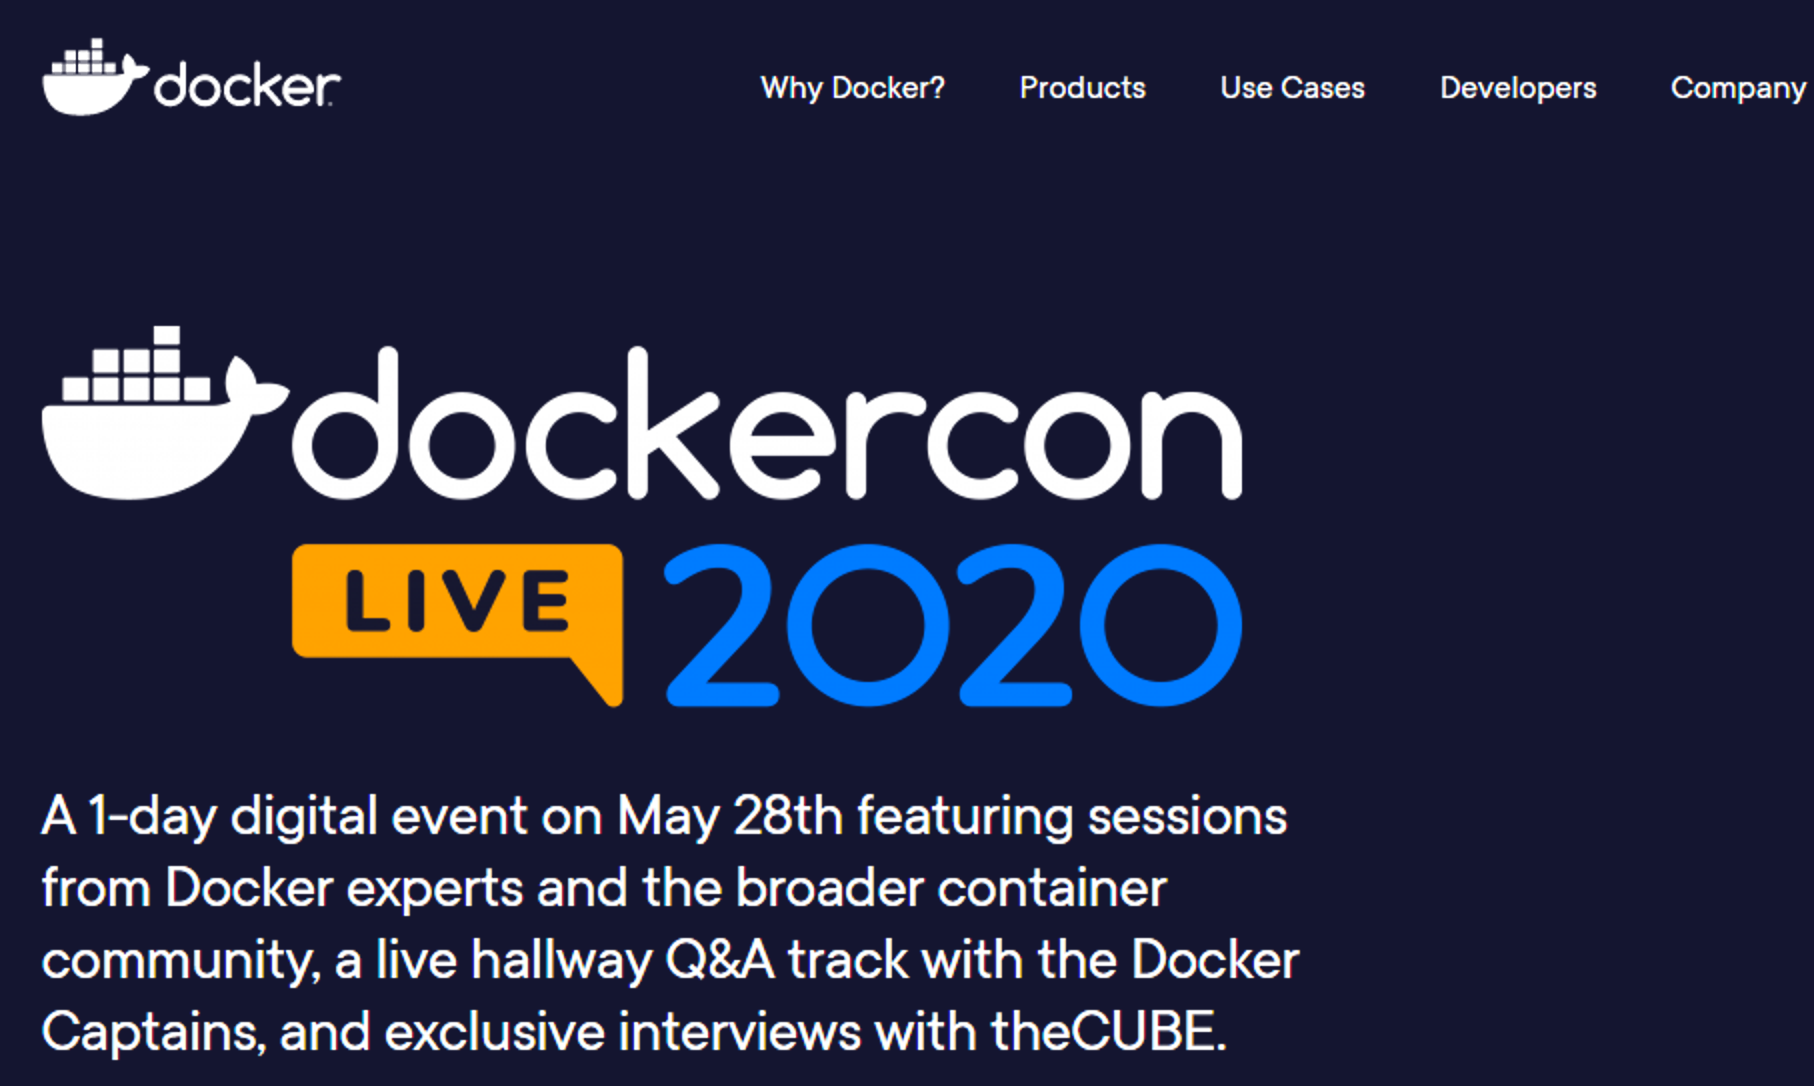 docker
Why Docker? Products Use Cases Developers Company
dockercon
LIVE 2020
A 1-day digital event on May 28th featuring sessions
from Docker experts and the broader container
community, a live hallway Q&A track with the Docker
Captains, and exclusive interviews with theCUBE.